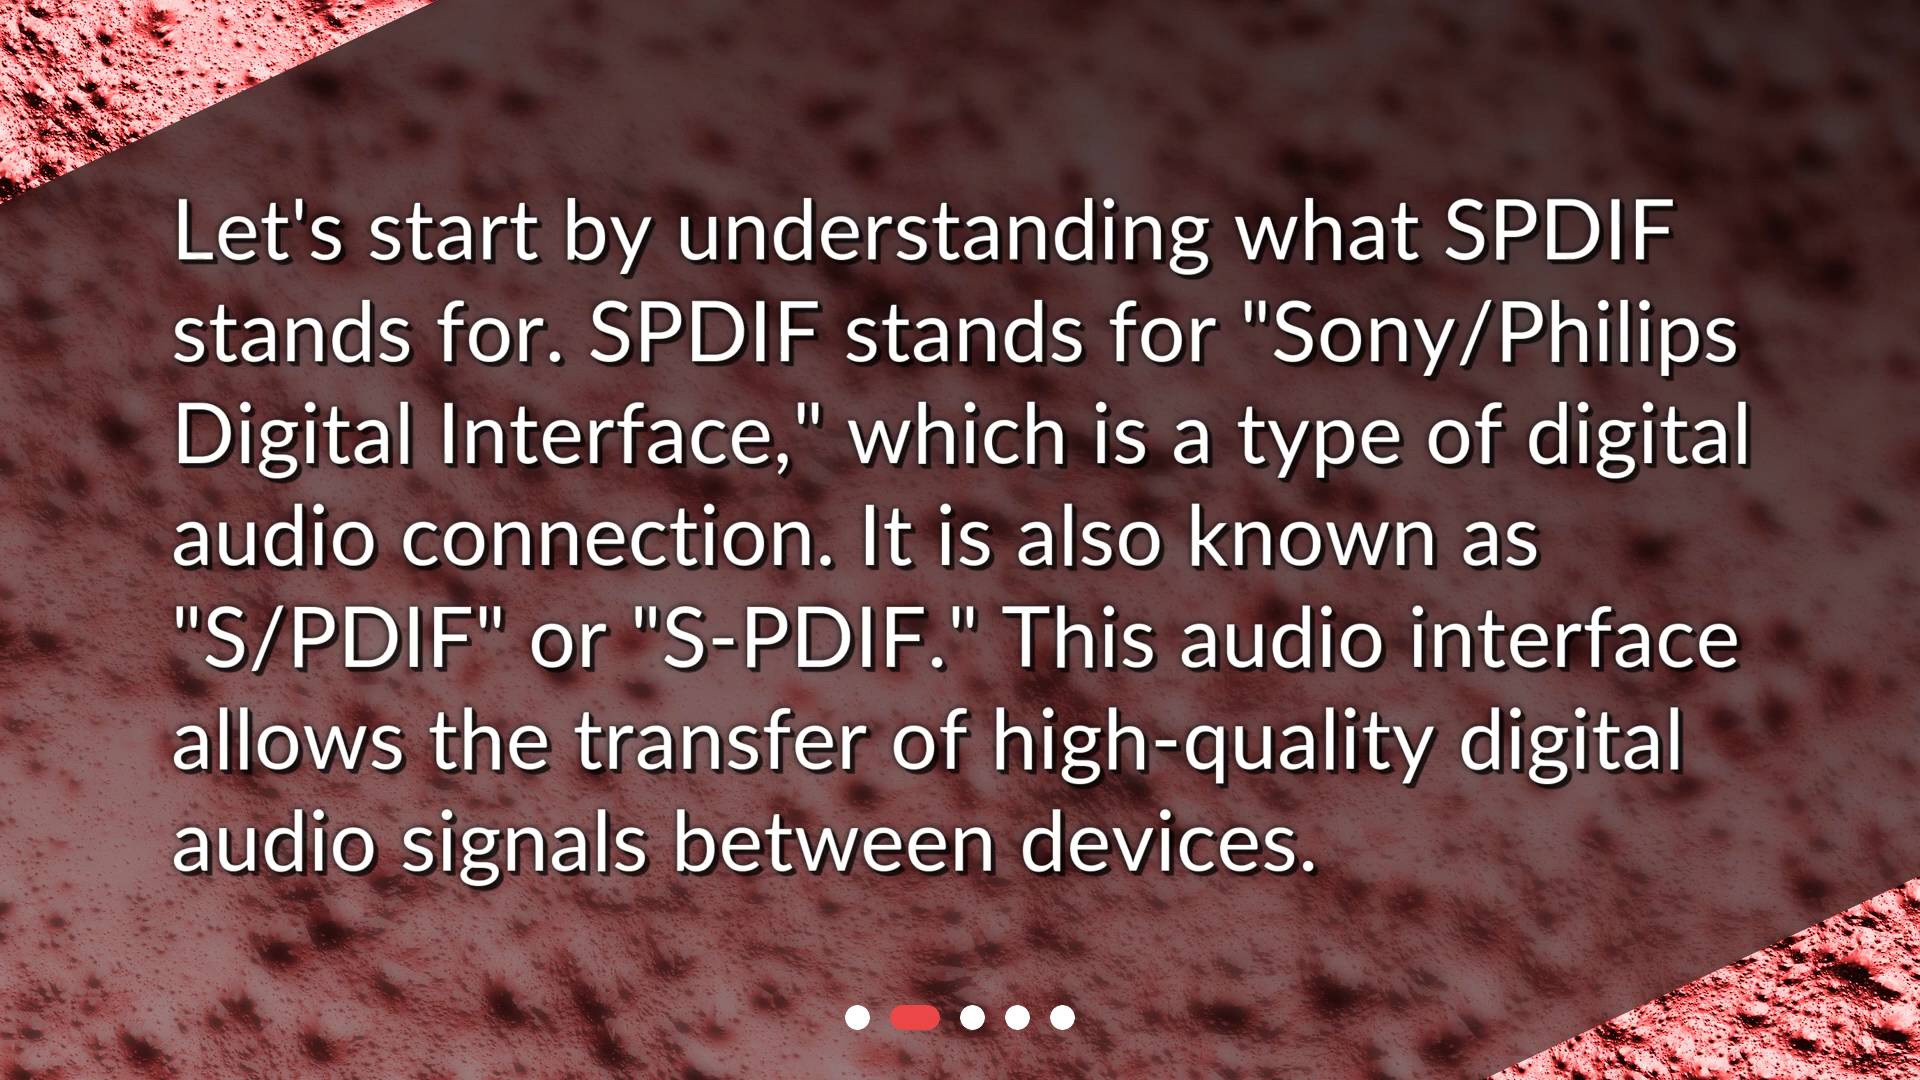 Let's start by understanding what SPDIF
stands for. SPDIF stands for "Sony/Philips
Digital Interface," which is a type of digital
audio connection. It is also known as
"S/PDIF" or "S-PDIF." This audio interface
allows the transfer of high-quality digital
audio signals between devices.